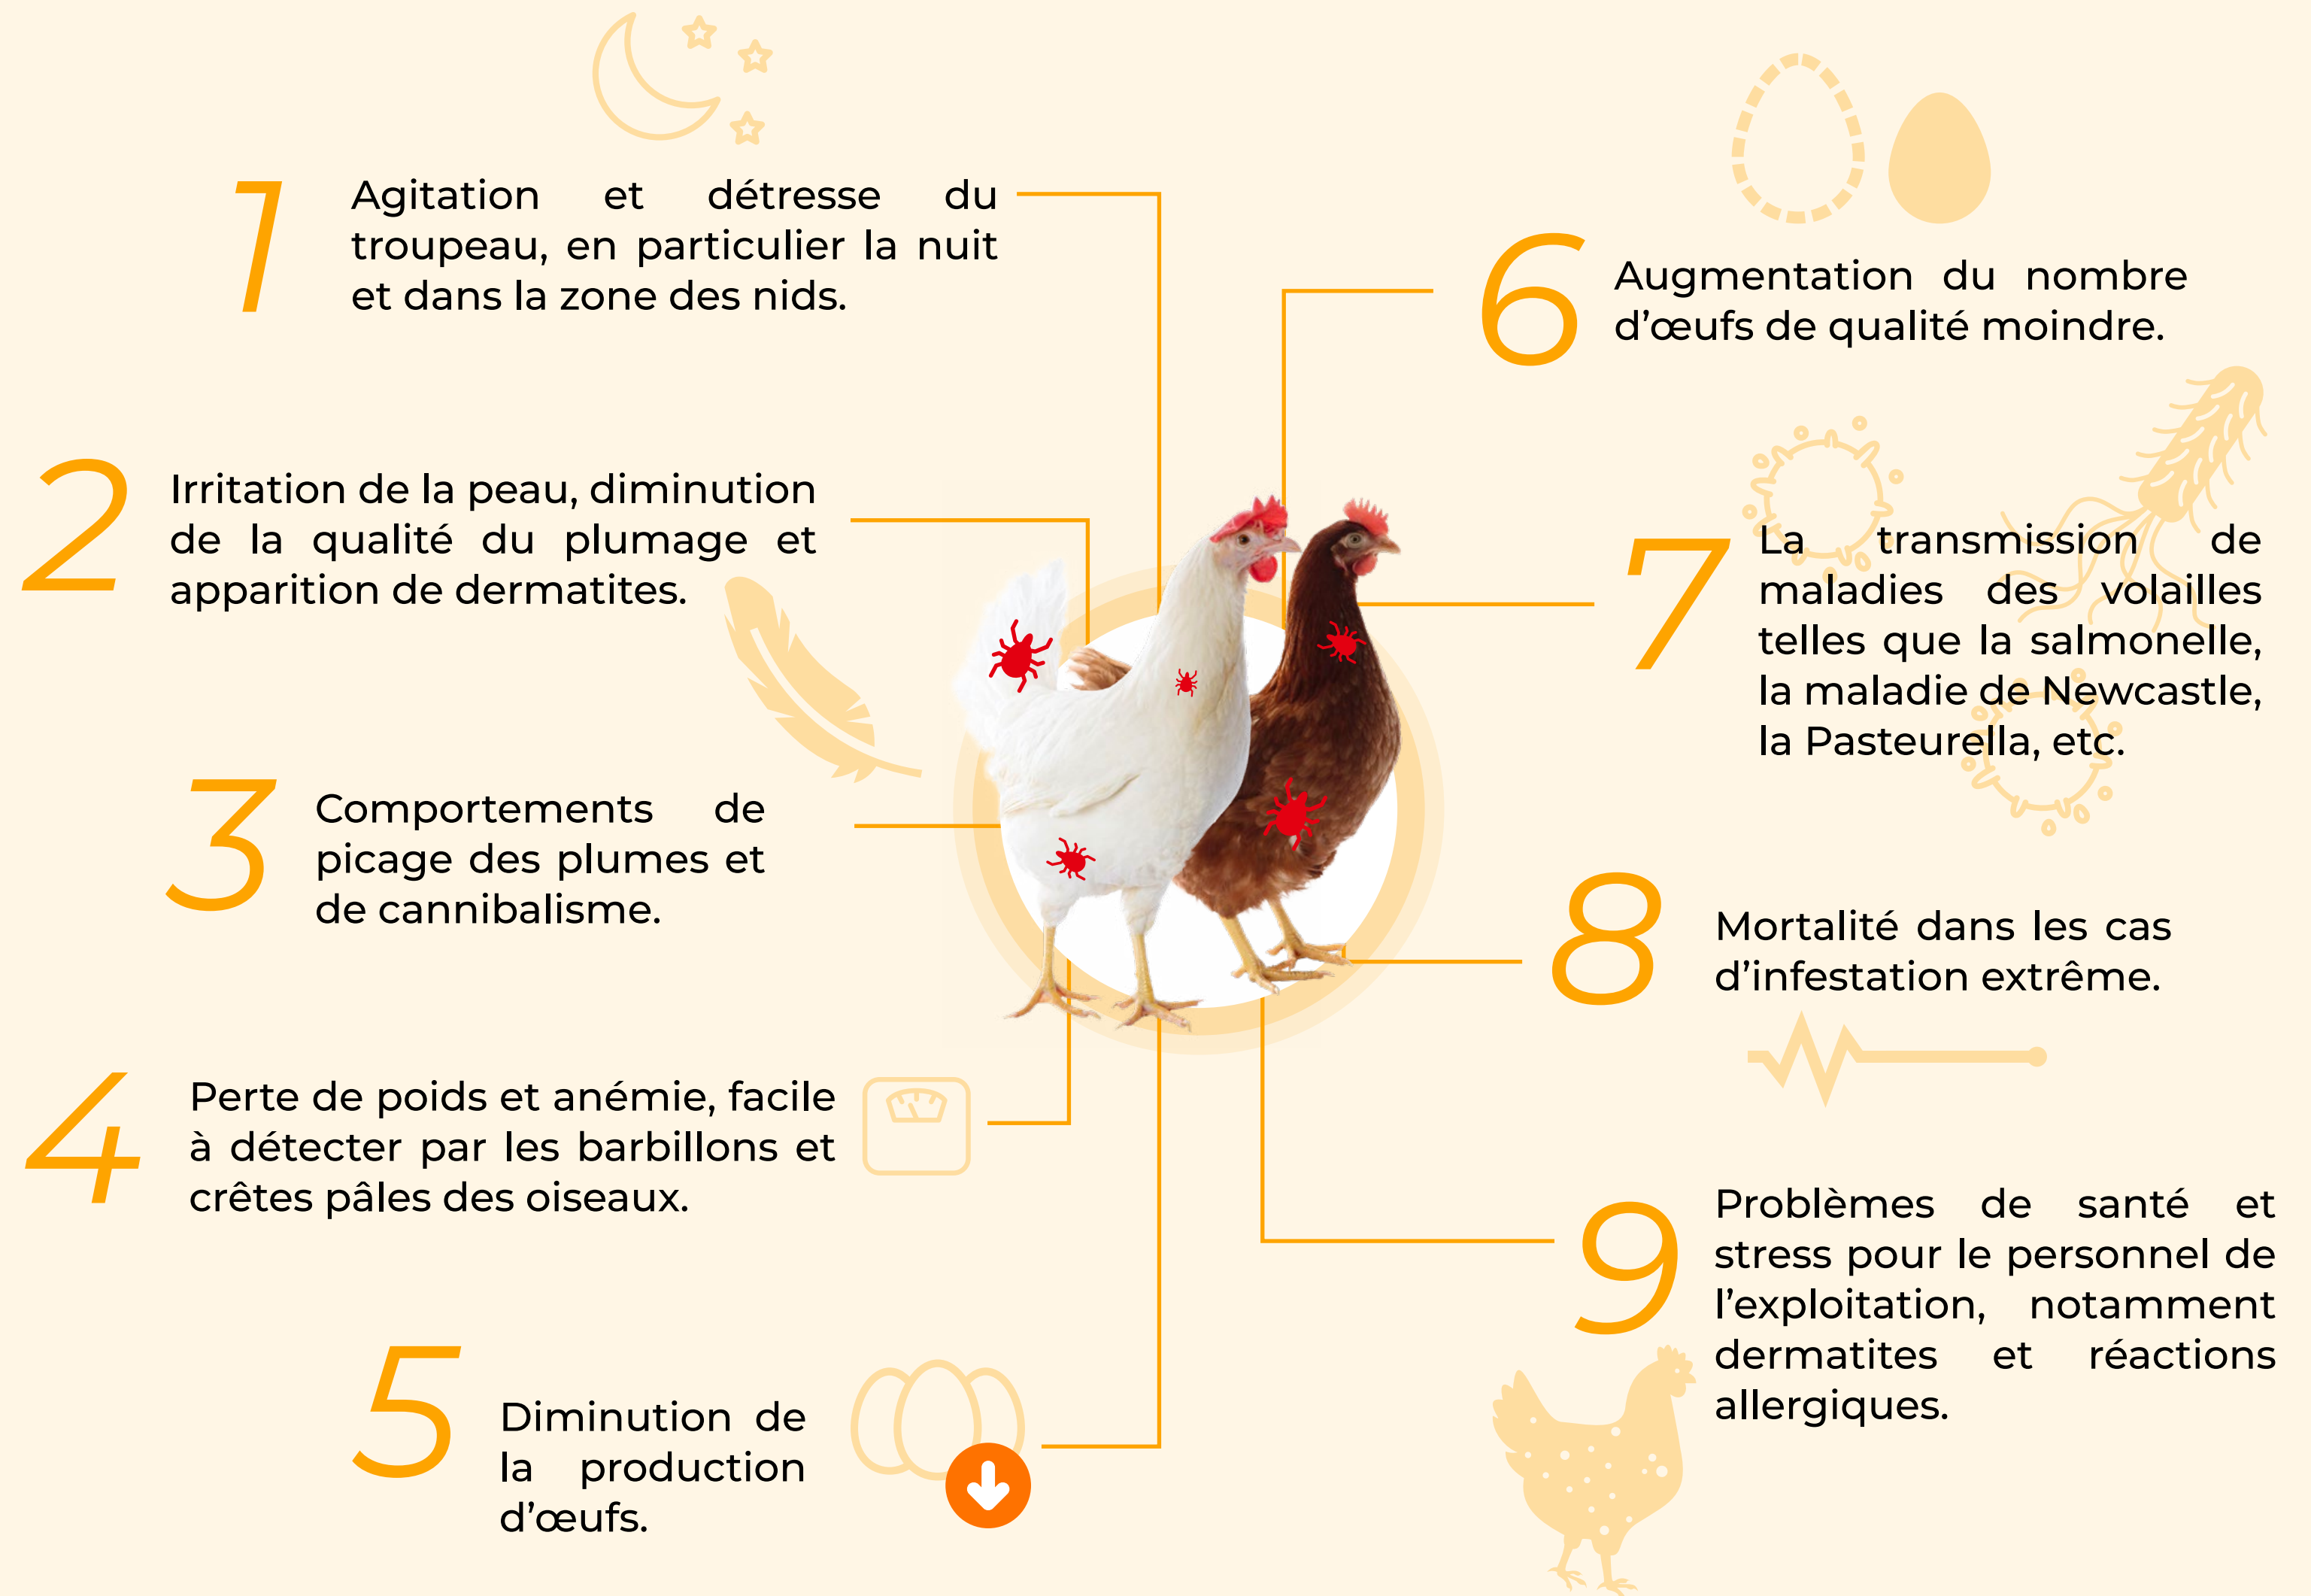 1
Agitation et détresse du
troupeau, en particulier la nuit
et dans la zone des nids.
2
Irritation de la peau, diminution
de la qualité du plumage et
apparition de dermatites.
3
Comportements de
picage des plumes et
de cannibalisme.
4
Perte de poids et anémie, facile
à détecter par les barbillons et
crêtes pâles des oiseaux.
5
Diminution de
la production
d’œufs.
6
Augmentation du nombre
d’œufs de qualité moindre.
7
La transmission de
maladies des volailles
telles que la salmonelle,
la maladie de Newcastle,
la Pasteurella, etc.
8
Mortalité dans les cas
d’infestation extrême.
9
Problèmes de santé et
stress pour le personnel de
l’exploitation, notamment
dermatites et réactions
allergiques.